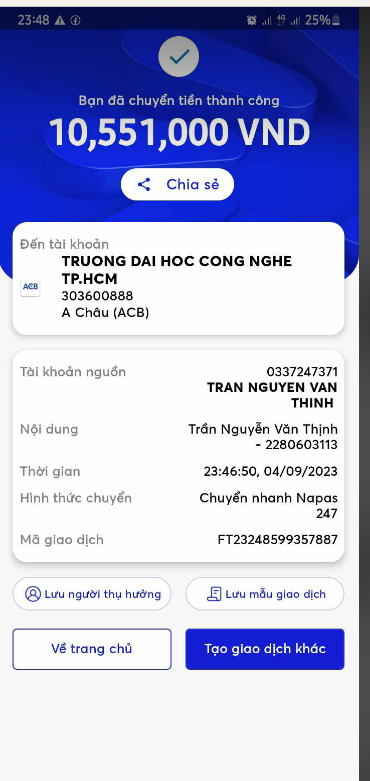 23:48 4G 25%
Bạn đã chuyển tiền thành công
10,551,000 VND
Chia sẻ
Đến tài khoản
TRUONG DAI HOC CONG NGHE
TP.HCM
ACB
303600888
A Châu (ACB)
Tài khoản nguồn 0337247371
TRAN NGUYEN VAN
THINH
Nội dung Trần Nguyễn Văn Thịnh
- 2280603113
Thời gian 23:46:50, 04/09/2023
Hình thức chuyển Chuyển nhanh Napas
247
Mã giao dịch FT23248599357887
Lưu người thụ hưởng Lưu mẫu giao dịch
Về trang chủ Tạo giao dịch khác